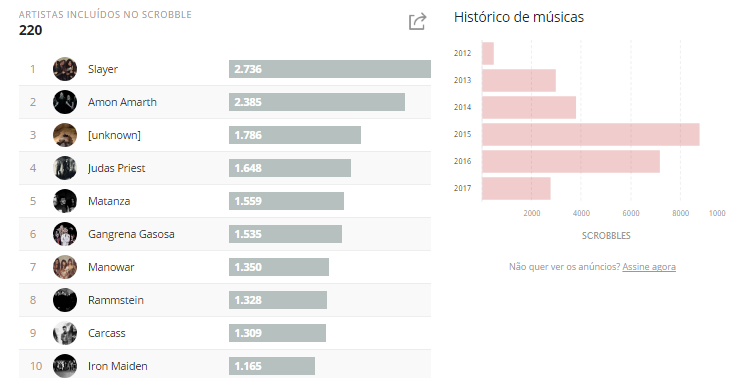 ARTISTAS INCLUÍDOS NO SCROBBLE
220
1 Slayer 2.736
2 Amon Amarth 2.385
3 [unknown] 1.786
4 Judas Priest 1.648
5 Matanza 1.559
6 Gangrena Gasosa 1.535
7 Manowar 1.350
8 Rammstein 1.328
9 Carcass 1.309
10 Iron Maiden 1.165
Histórico de músicas
2012
2013
2014
2015
2016
2017
2000 4000 6000 8000 1000
SCROBBLES
Não quer ver os anúncios? Assine agora